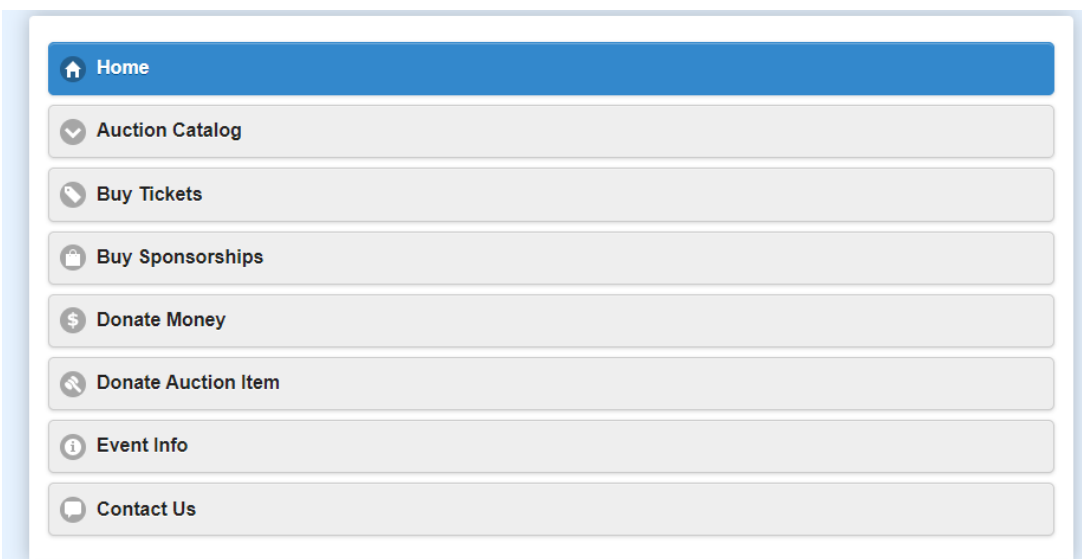 Home
Auction Catalog
Buy Tickets
Buy Sponsorships
Donate Money
Donate Auction Item
Event Info
Contact Us